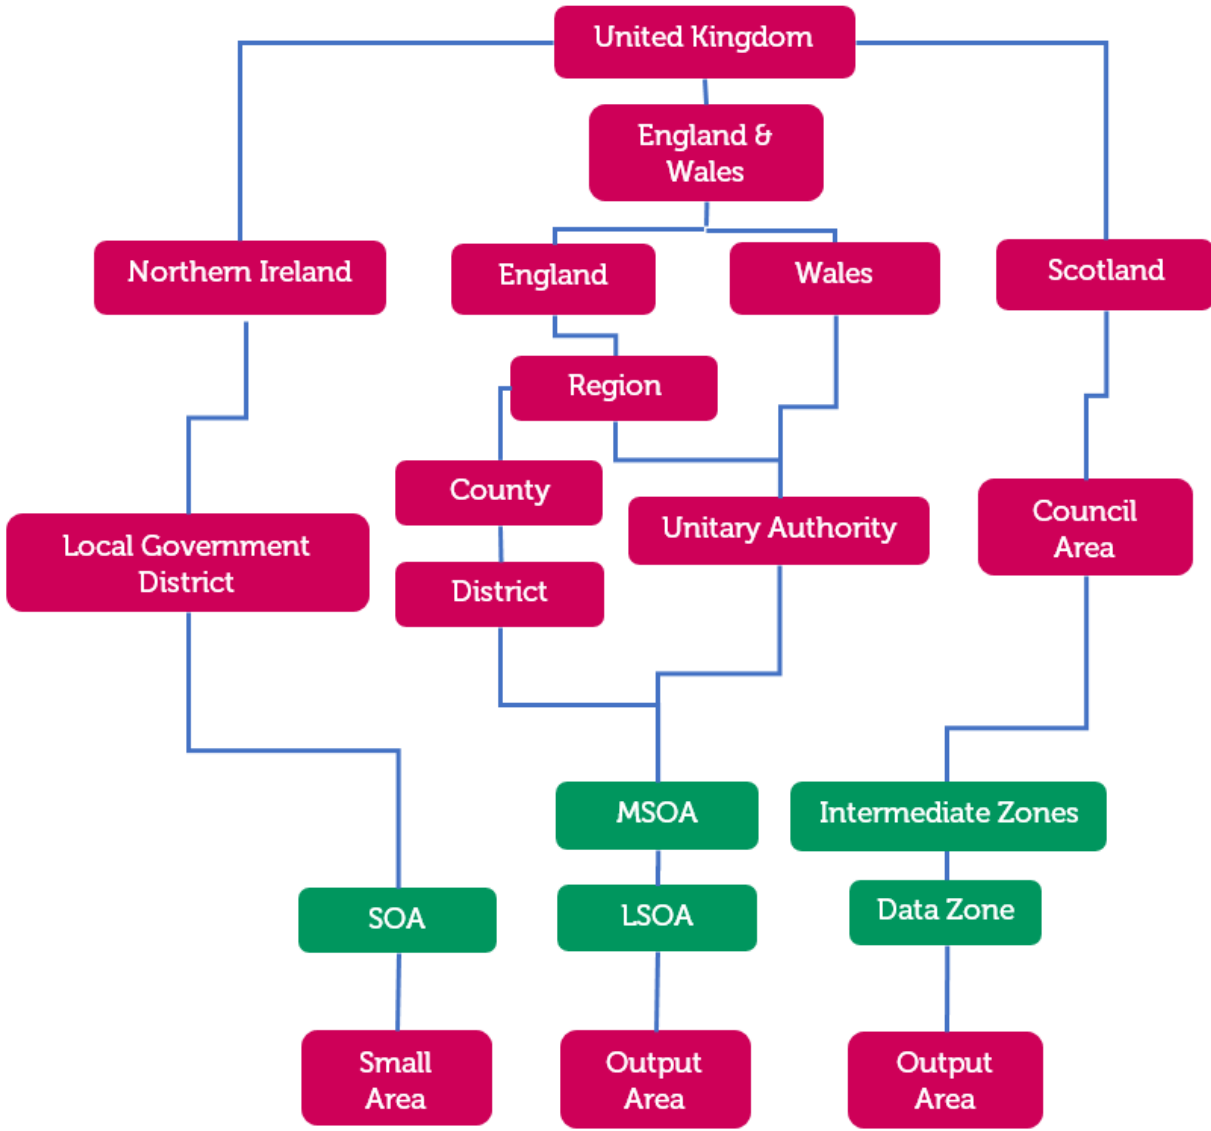 United Kingdom
England &
Wales
Northern Ireland
England
Wales
Scotland
Region
County
Unitary Authority
Council
Area
Local Government
District
District
MSOA
Intermediate Zones
SOA
LSOA
Data Zone
Small
Area
Output
Area
Output
Area